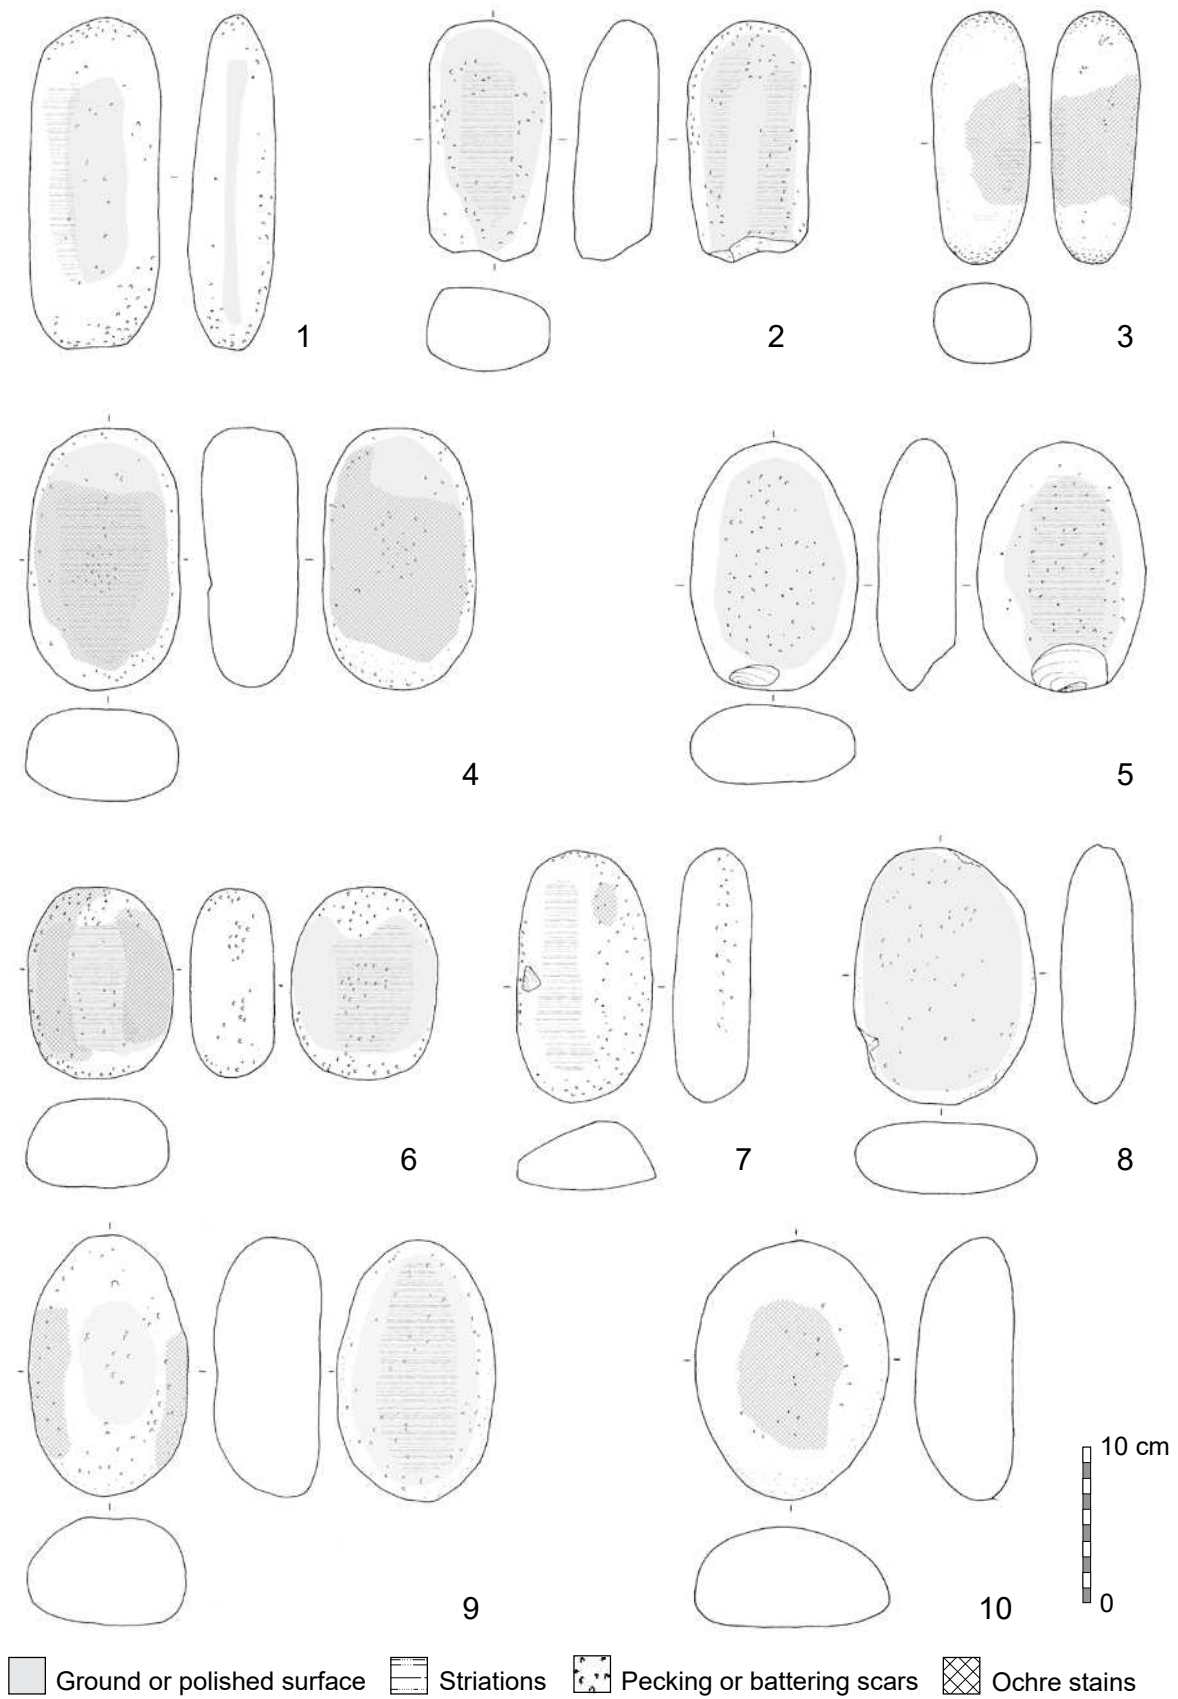 1
2
3
4
5
6
7
8
9
10
10 cm
0
Ground or polished surface
Striations
Pecking or battering scars
Ochre stains